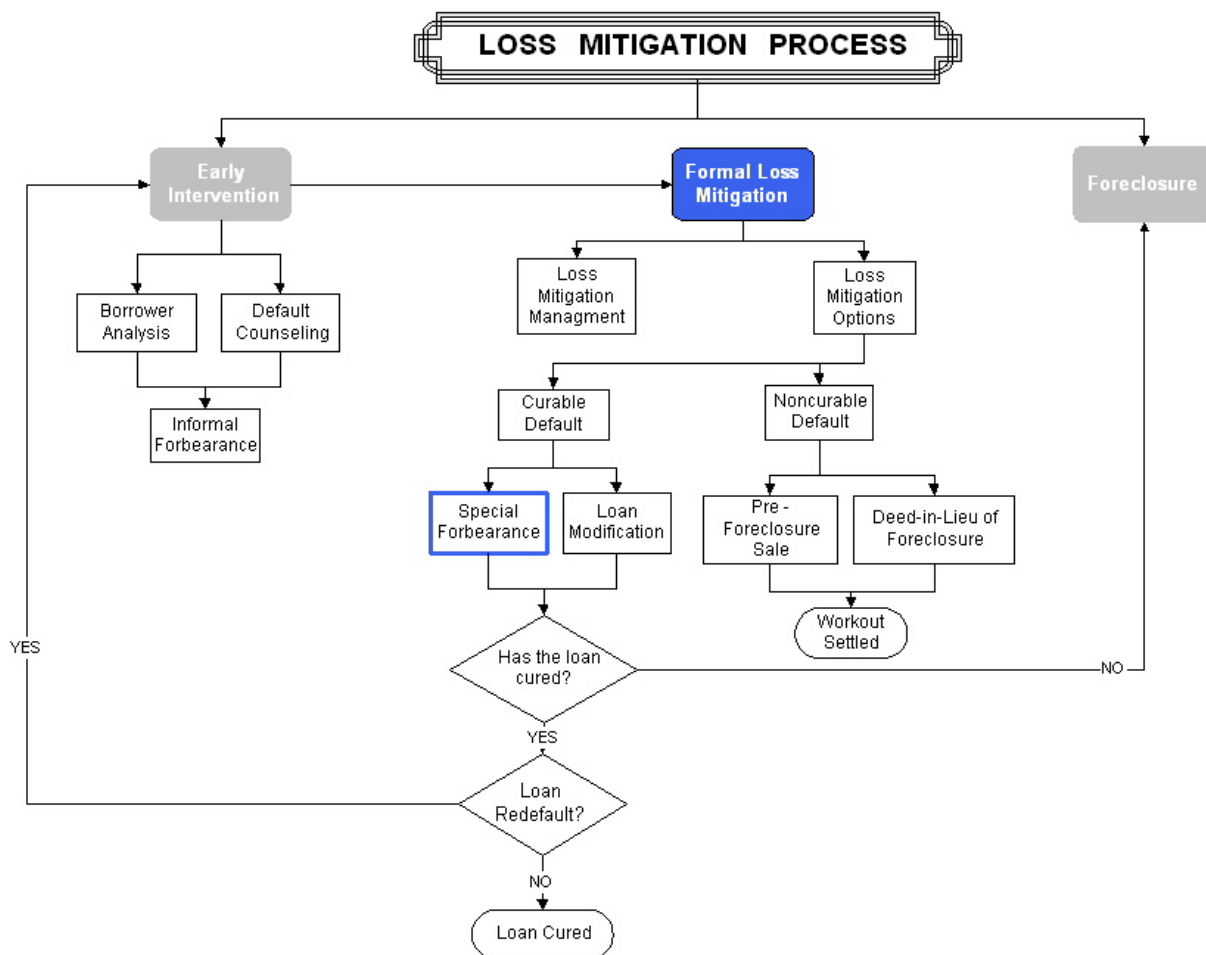 LOSS MITIGATION PROCESS
Early
Intervention
Formal Loss
Mitigation
Foreclosure
Borrower
Analysis
Default
Counseling
Informal
Forbearance
Loss
Mitigation
Managment
Loss
Mitigation
Options
Curable
Default
Noncurable
Default
Special
Forbearance
Loan
Modification
Pre -
Foreclosure
Sale
Deed-in-Lieu of
Foreclosure
Workout
Settled
Has the loan
cured?
NO
YES
YES
Loan
Redefault?
NO
Loan Cured